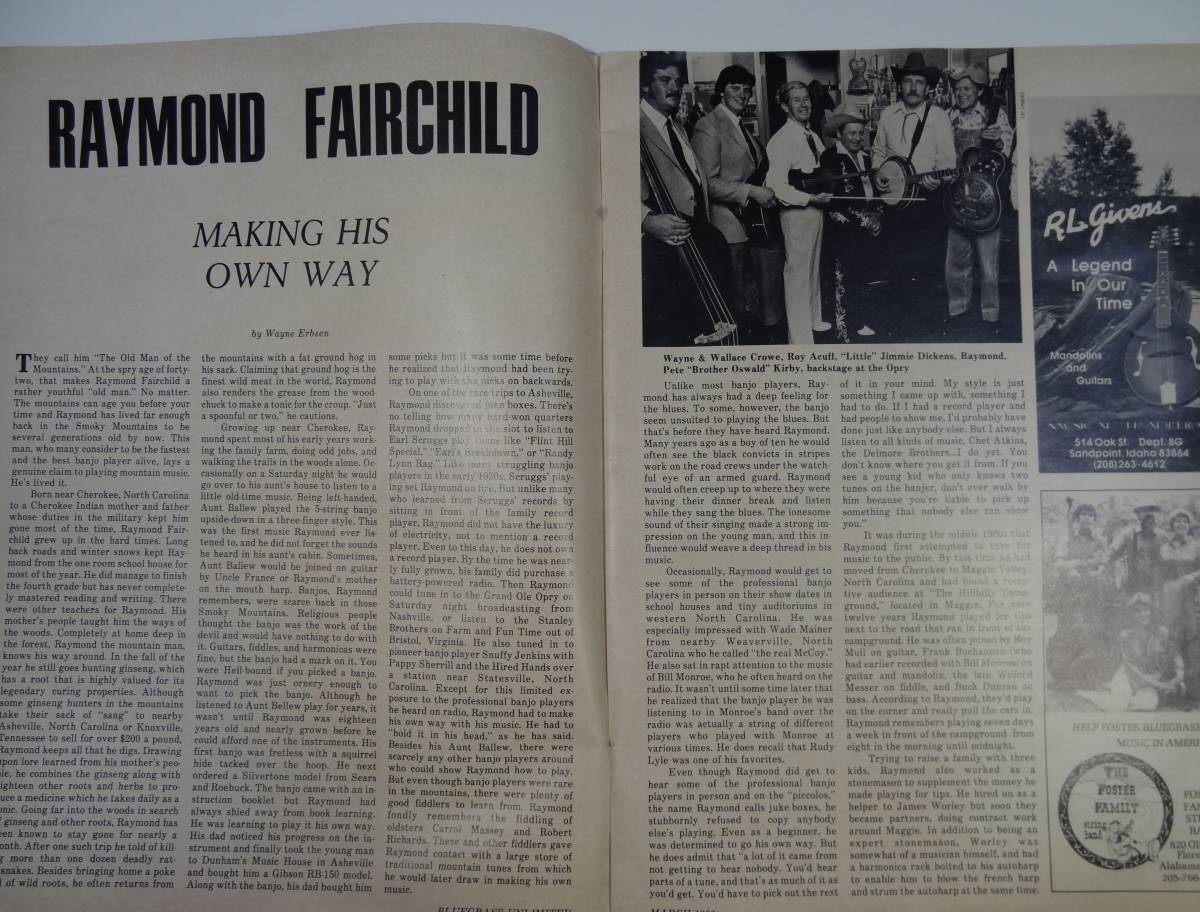 RAYMOND FAIRCHILD
MAKING HIS
OWN WAY
by Wayne Erbsen
They call him "The Old Man of the
Mountains." At the spry age of forty-
two, that makes Raymond Fairchild a
rather youthful "old man." No matter.
The mountains can age you before your
time and Raymond has lived far enough
back in the Smoky Mountains to be
several generations old by now. This
man, who many consider to be the fastest
and the best banjo player alive, lays a
genuine claim to playing mountain music.
He's lived it.
Born near Cherokee, North Carolina
to a Cherokee Indian mother and father
whose duties in the military kept him
gone most of the time, Raymond Fair-
child grew up in the hard times. Long
back roads and winter snows kept Ray-
mond from the one room school house for
most of the year. He did manage to finish
the fourth grade but has never complete-
ly mastered reading and writing. There
were other teachers for Raymond. His
mother's people taught him the ways of
the woods. Completely at home deep in
the forest, Raymond the mountain man,
knows his way around. In the fall of the
year he still goes hunting ginseng, which
has a root that is highly valued for its
legendary curing properties. Although
some ginseng hunters in the mountains
take their sack of "sang" to nearby
Asheville, North Carolina or Knoxville,
Tennessee to sell for over $200 a pound,
Raymond keeps all that he digs. Drawing
upon lore learned from his mother's peo-
he combines the ginseng along with
eighteen other roots and herbs to pro-
a medicine which he takes daily as a
Going far into the woods in search
ginseng and other roots, Raymond has
known to stay gone for nearly a
After one such trip he told of kill-
more than one dozen deadly rat-
Besides bringing home a poke
of wild roots, he often returns from
the mountains with a fat ground hog in
his sack. Claiming that ground hog is the
finest wild meat in the world, Raymond
also renders the grease from the wood-
chuck to make a tonic for the croup. "Just
a spoonful or two," he cautions.
Growing up near Cherokee, Ray-
mond spent most of his early years work-
ing the family farm, doing odd jobs, and
walking the trails in the woods alone. Oc-
casionally on a Saturday night he would
go over to his aunt's house to listen to a
little old-time music. Being left-handed,
Aunt Ballew played the 5-string banjo
upside-down in a three-finger style. This
was the first music Raymond ever lis-
tened to, and he did not forget the sounds
he heard in his aunt's cabin. Sometimes,
Aunt Ballew would be joined on guitar
by Uncle France or Raymond's mother
on the mouth harp. Banjos, Raymond
remembers, were scarce back in those
Smoky Mountains. Religious people
thought the banjo was the work of the
devil and would have nothing to do with
it. Guitars, fiddles, and harmonicas were
fine, but the banjo had a mark on it. You
were Hell-bound if you picked a banjo.
Raymond was just ornery enough to
want to pick the banjo. Although he
listened to Aunt Bellew play for years, it
wasn't until Raymond was eighteen
years old and nearly grown before he
could afford one of the instruments. His
first banjo was fretless with a squirrel
hide tacked over the hoop. He next
ordered a Silvertone model from Sears
and Roebuck. The banjo came with an in-
struction booklet but Raymond had
always shied away from book learning.
He was learning to play it his own way.
His dad noticed his progress on the in-
strument and finally took the young man
to Dunham's Music House in Asheville
and bought him a Gibson RB-150 model.
Along with the banjo, his dad bought him
some picks but it was some time before
he realized that Raymond had been try-
ing to play with the picks on backwards.
On one of the rare trips to Asheville,
Raymond discovered juke boxes. There's
no telling how many hard-won quarters
Raymond dropped in the slot to listen to
Earl Scruggs play tunes like "Flint Hill
Special," "Earl's Breakdown," or "Randy
Lynn Rag." Like many struggling banjo
players in the early 1950s, Scruggs' play-
ing set Raymond on fire. But unlike many
who learned from Scruggs' records by
sitting in front of the family record
player, Raymond did not have the luxury
of electricity, not to mention a record
player. Even to this day, he does not own
a record player. By the time he was near-
ly fully grown, his family did purchase a
battery-powered radio. Then Raymond
could tune in to the Grand Ole Opry on
Saturday night broadcasting from
Nashville, or listen to the Stanley
Brothers on Farm and Fun Time out of
Bristol, Virginia. He also tuned in to
pioneer banjo player Snuffy Jenkins with
Pappy Sherrill and the Hired Hands over
a station near Statesville, North
Carolina. Except for this limited ex-
posure to the professional banjo players
he heard on radio, Raymond had to make
his own way with his music. He had to
"hold it in his head," as he has said.
Besides his Aunt Ballew, there were
scarcely any other banjo players around
who could show Raymond how to play.
But even though banjo players were rare
in the mountains, there were plenty of
good fiddlers to learn from. Raymond
fondly remembers the fiddling of
oldsters Carrol Massey and Robert
Richards. These and other fiddlers gave
Raymond contact with a large store of
traditional mountain tunes from which
he would later draw in making his own
music.
BLUEGRASS UNLIMITED
Wayne & Wallace Crowe, Roy Acuff, "Little" Jimmie Dickens, Raymond,
Pete "Brother Oswald" Kirby, backstage at the Opry
Unlike most banjo players, Ray-
mond has always had a deep feeling for
the blues. To some, however, the banjo
seem unsuited to playing the blues. But
that's before they have heard Raymond.
Many years ago as a boy of ten he would
often see the black convicts in stripes
work on the road crews under the watch-
ful eye of an armed guard. Raymond
would often creep up to where they were
having their dinner break and listen
while they sang the blues. The lonesome
sound of their singing made a strong im-
pression on the young man, and this in-
fluence would weave a deep thread in his
music.
Occasionally, Raymond would get to
see some of the professional banjo
players in person on their show dates in
school houses and tiny auditoriums in
western North Carolina. He was
especially impressed with Wade Mainer
from nearby Weaverville, North
Carolina who he called "the real McCoy."
He also sat in rapt attention to the music
of Bill Monroe, who he often heard on the
radio. It wasn't until some time later that
he realized that the banjo player he was
listening to in Monroe's band over the
radio was actually a string of different
players who played with Monroe at
various times. He does recall that Rudy
Lyle was one of his favorites.
Even though Raymond did get to
hear some of the professional banjo
players in person and on the "piccolos,"
the name Raymond calls juke boxes, he
stubbornly refused to copy anybody
else's playing. Even as a beginner, he
was determined to go his own way. But
he does admit that "a lot of it came from
not getting to hear nobody. You'd hear
parts of a tune, and that's as much of it as
you'd get. You'd have to pick out the rest
of it in your mind. My style is just
something I came up with, something I
had to do. If I had a record player and
had people to show me, I'd probably have
done just like anybody else. But I always
listen to all kinds of music. Chet Atkins,
the Delmore Brothers...I do yet. You
don't know where you get it from. If you
see a young kid who only knows two
tunes on the banjer, don't ever walk by
him because you're liable to pick up
something that nobody else can show
you."
It was during the middle 1960s that
Raymond first attempted to take his
music to the public. By this time he had
moved from Cherokee to Maggie Valley,
North Carolina and had found a recep-
tive audience at "The Hillbilly Camp-
ground," located in Maggie. For over
twelve years Raymond played for tips
next to the road that ran in front of the
campground. He was often joined by Roy
Mull on guitar, Frank Buchanan (who
had earlier recorded with Bill Monroe) on
guitar and mandolin, the late Wilford
Messer on fiddle, and Buck Duncan on
bass. According to Raymond, they'd play
on the corner and really pull the cars in.
Raymond remembers playing seven days
a week in front of the campground from
eight in the morning until midnight.
Trying to raise a family with three
kids, Raymond also worked as a
stonemason to supplement the money he
made playing for tips. He hired on as a
helper to James Worley but soon they
became partners, doing contract work
around Maggie. In addition to being an
expert stonemason, Worley was
somewhat of a musician himself, and had
a harmonica rack bolted to his autoharp
to enable him to blow the french harp
and strum the autoharp at the same time.
R.L. Givens
A Legend
In Our
Time
Mandolins
and
Guitars
514 Oak St. Dept. BG
Sandpoint, Idaho 83864
(208) 263-4612
HELP FOSTER BLUEGRASS
MUSIC IN AMERI
THE
FOSTER
FAMILY
string
band
820 Ol
Flor
Alabam
205-766